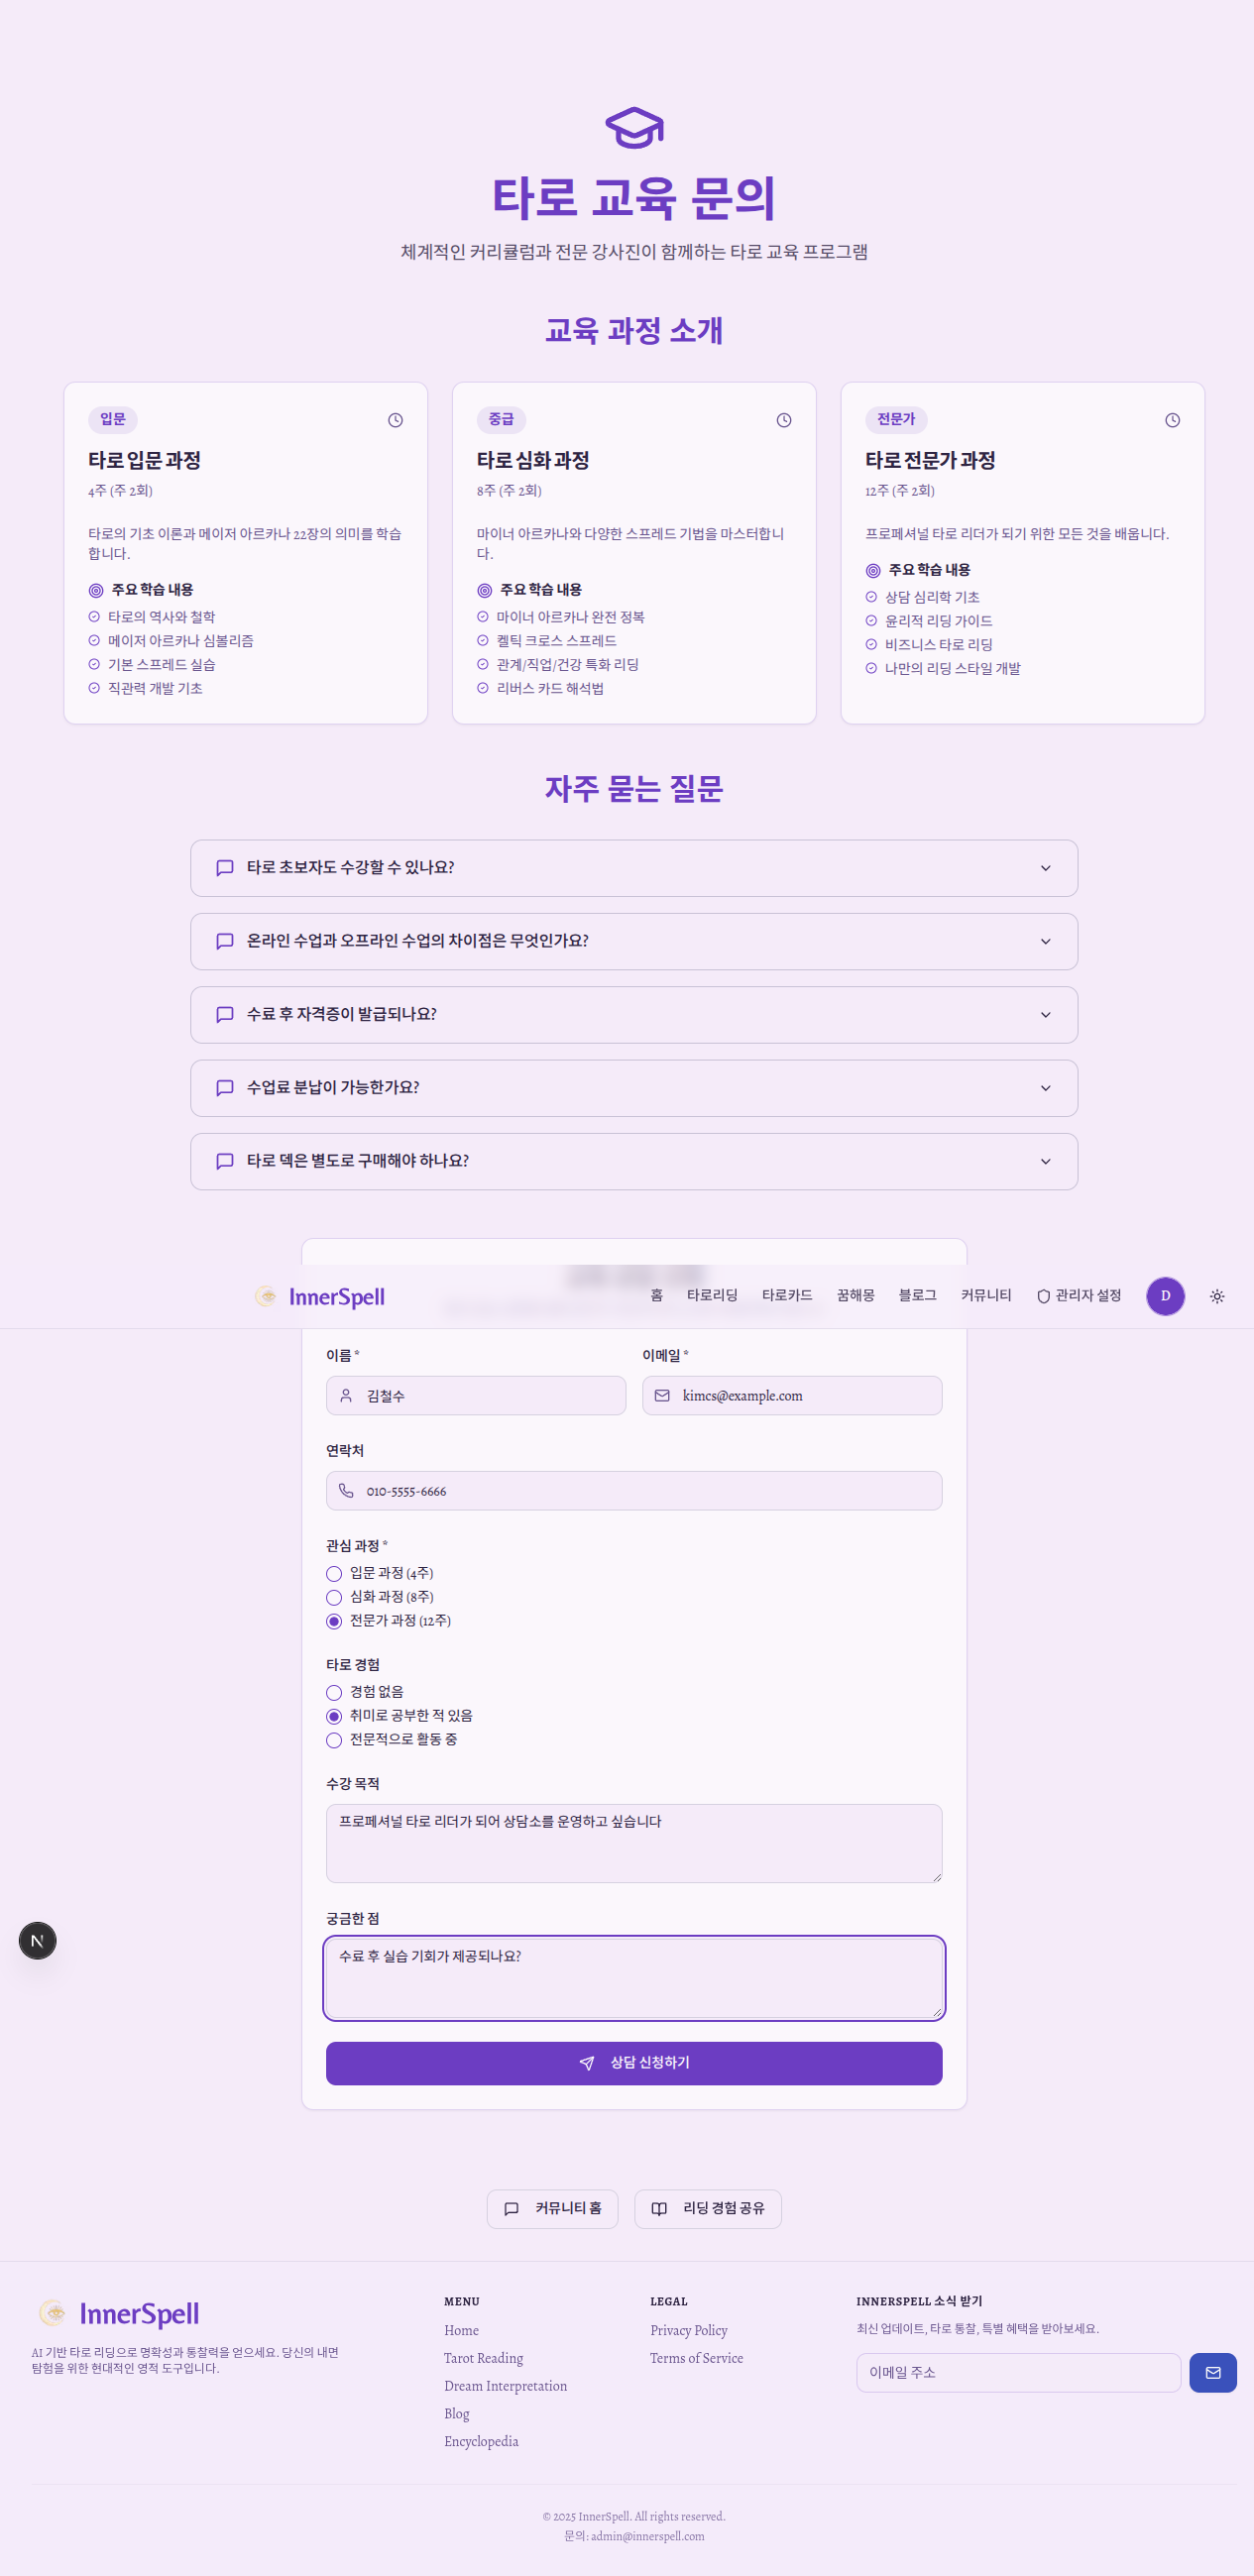 타로 교육 문의
체계적인 커리큘럼과 전문 강사진이 함께하는 타로 교육 프로그램
교육 과정 소개
입문
타로 입문 과정
4주 (주 2회)
타로의 기초 이론과 메이저 아르카나 22장의 의미를 학습
합니다.
주요 학습 내용
타로의 역사와 철학
메이저 아르카나 심볼리즘
기본 스프레드 실습
직관력 개발 기초
중급
타로 심화 과정
8주 (주 2회)
마이너 아르카나와 다양한 스프레드 기법을 마스터합니
다.
주요 학습 내용
마이너 아르카나 완전 정복
켈틱 크로스 스프레드
관계/직업/건강 특화 리딩
리버스 카드 해석법
전문가
타로 전문가 과정
12주 (주 2회)
프로페셔널 타로 리더가 되기 위한 모든 것을 배웁니다.
주요 학습 내용
상담 심리학 기초
윤리적 리딩 가이드
비즈니스 타로 리딩
나만의 리딩 스타일 개발
자주 묻는 질문
타로 초보자도 수강할 수 있나요?
온라인 수업과 오프라인 수업의 차이점은 무엇인가요?
수료 후 자격증이 발급되나요?
수업료 분납이 가능한가요?
타로 덱은 별도로 구매해야 하나요?
InnerSpell 홈 타로리딩 타로카드 꿈해몽 블로그 커뮤니티 관리자 설정 D
이름 * 이메일 *
김철수 kimcs@example.com
연락처
010-5555-6666
관심 과정 *
입문 과정 (4주)
심화 과정 (8주)
전문가 과정 (12주)
타로 경험
경험 없음
취미로 공부한 적 있음
전문적으로 활동 중
수강 목적
프로페셔널 타로 리더가 되어 상담소를 운영하고 싶습니다
궁금한 점
수료 후 실습 기회가 제공되나요?
상담 신청하기
커뮤니티 홈 리딩 경험 공유
InnerSpell
AI 기반 타로 리딩으로 명확성과 통찰력을 얻으세요. 당신의 내면
탐험을 위한 현대적인 영적 도구입니다.
MENU
Home
Tarot Reading
Dream Interpretation
Blog
Encyclopedia
LEGAL
Privacy Policy
Terms of Service
INNERSPELL 소식 받기
최신 업데이트, 타로 통찰, 특별 혜택을 받아보세요.
이메일 주소
© 2025 InnerSpell. All rights reserved.
문의: admin@innerspell.com